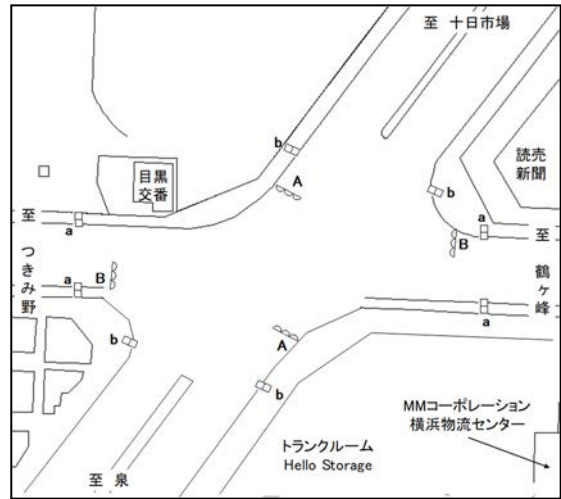 至 十日市場
b
目黒
交番
A
b
読売
新聞
至
a
a
B
至
つきみ野
a
B
鶴ヶ峰
a
b
A
b
MMコーポレーション
横浜物流センター
トランクルーム
Hello Storage
至 泉